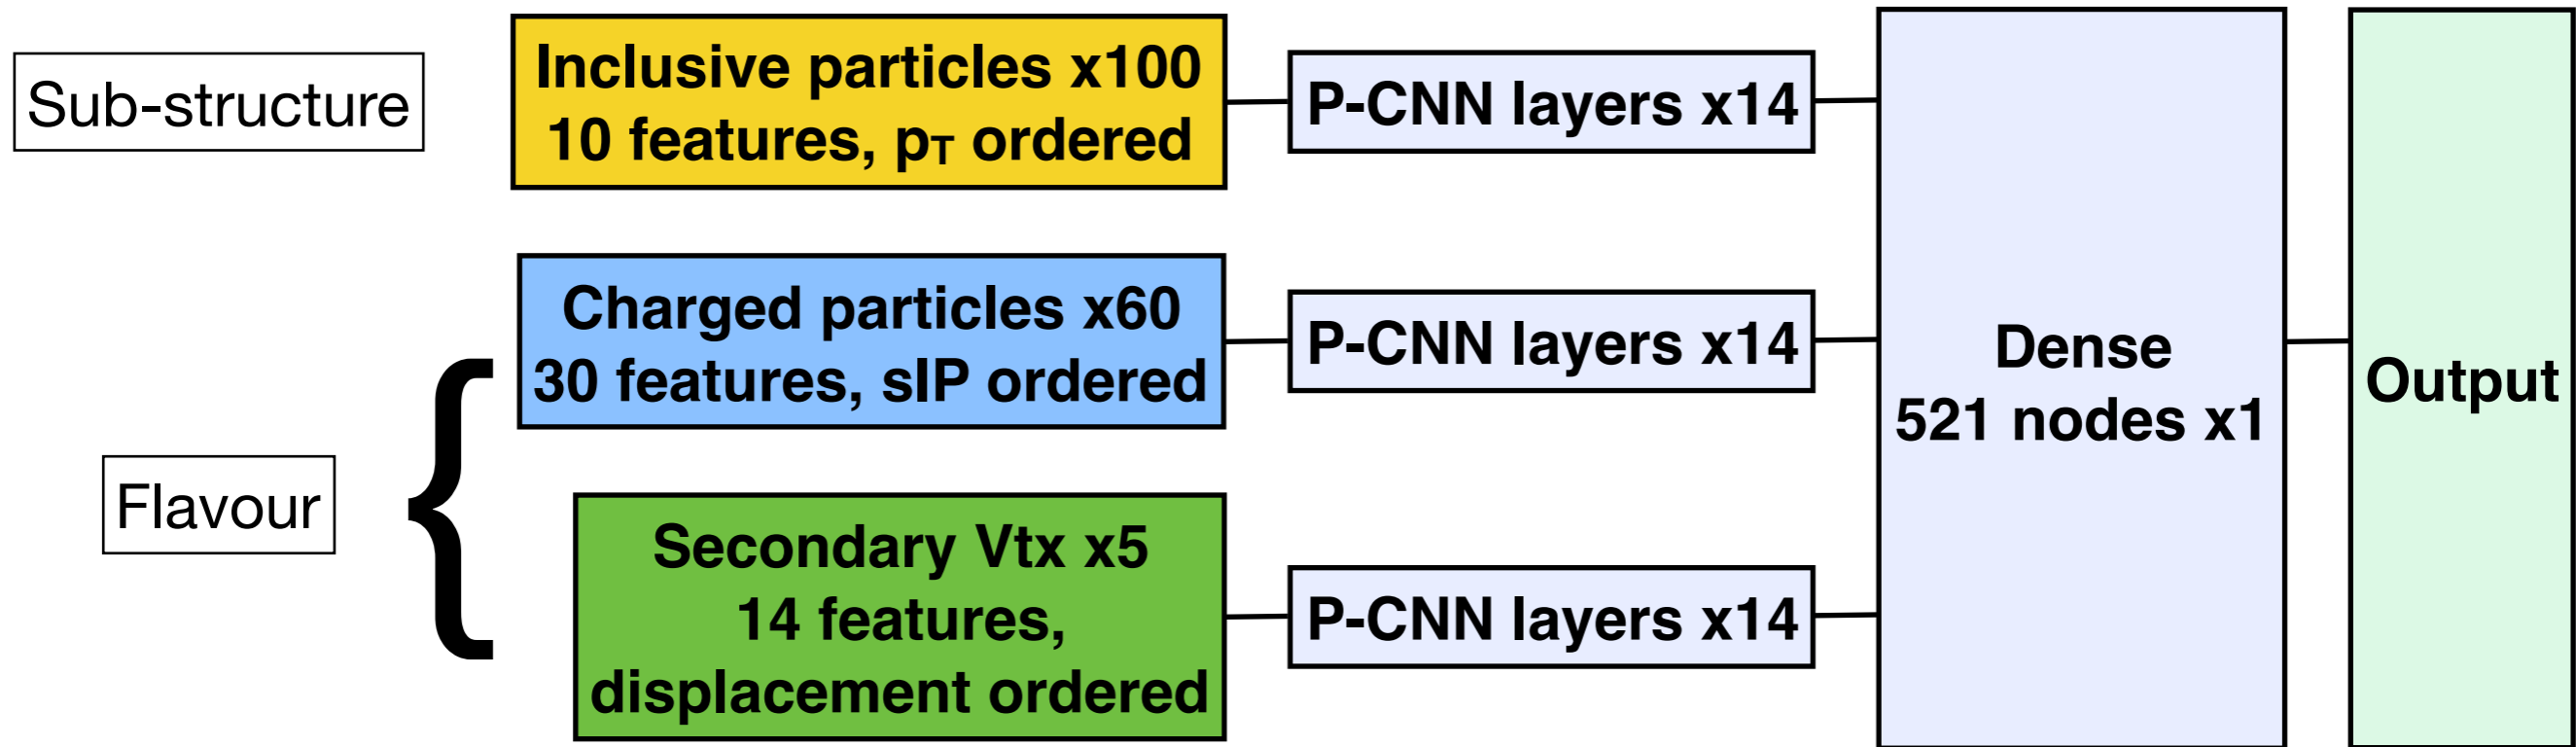 Sub-structure
Inclusive particles x100
10 features, pT ordered
P-CNN layers x14
Charged particles x60
30 features, sIP ordered
P-CNN layers x14
Flavour
{
Secondary Vtx x5
14 features,
displacement ordered
P-CNN layers x14
Dense
521 nodes x1
Output